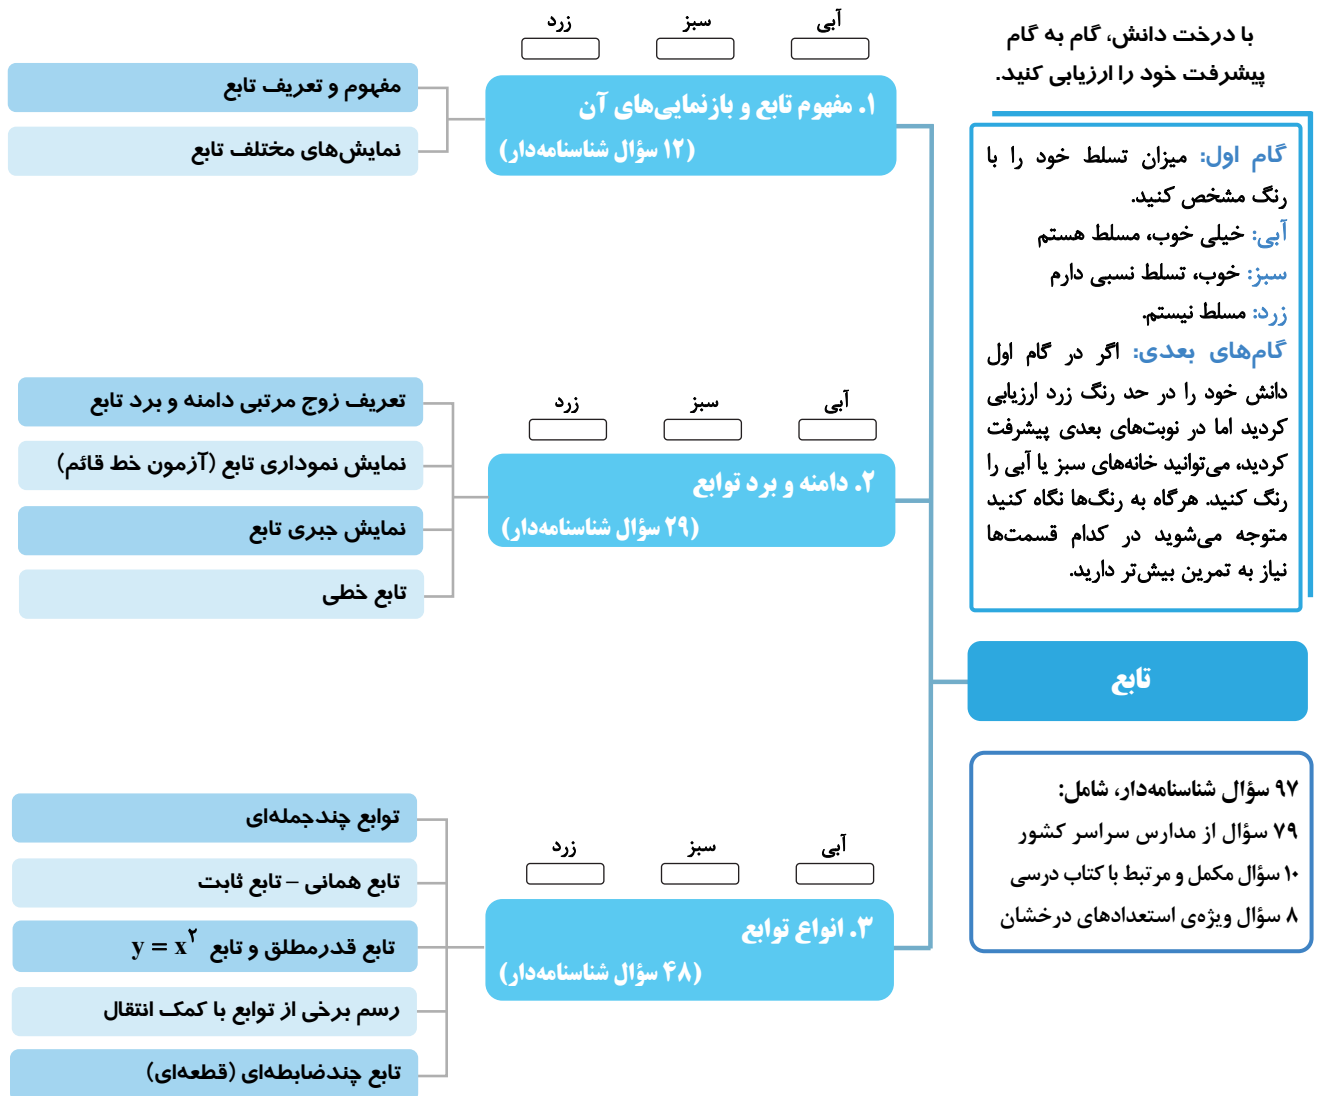 با درخت دانش، گام به گام
پیشرفت خود را ارزیابی کنید.
گام اول: میزان تسلط خود را با
رنگ مشخص کنید.
آبی: خیلی خوب، مسلط هستم
سبز: خوب، تسلط نسبی دارم
زرد: مسلط نیستم.
گام‌های بعدی: اگر در گام اول
دانش خود را در حد رنگ زرد ارزیابی
کردید اما در نوبت‌های بعدی پیشرفت
کردید، می‌توانید خانه‌های سبز یا آبی را
رنگ کنید. هرگاه به رنگ‌ها نگاه کنید
متوجه می‌شوید در کدام قسمت‌ها
نیاز به تمرین بیش‌تر دارید.
تابع
۹۷ سؤال شناسنامه‌دار، شامل:
۷۹ سؤال از مدارس سراسر کشور
۱۰ سؤال مکمل و مرتبط با کتاب درسی
۸ سؤال ویژه‌ی استعدادهای درخشان
آبی سبز زرد
۱. مفهوم تابع و بازنمایی‌های آن
(۱۲ سؤال شناسنامه‌دار)
مفهوم و تعریف تابع
نمایش‌های مختلف تابع
آبی سبز زرد
۲. دامنه و برد توابع
(۲۹ سؤال شناسنامه‌دار)
تعریف زوج مرتبی دامنه و برد تابع
نمایش نموداری تابع (آزمون خط قائم)
نمایش جبری تابع
تابع خطی
آبی سبز زرد
۳. انواع توابع
(۴۸ سؤال شناسنامه‌دار)
توابع چندجمله‌ای
تابع همانی – تابع ثابت
تابع قدرمطلق و تابع y = x^۲
رسم برخی از توابع با کمک انتقال
تابع چندضابطه‌ای (قطعه‌ای)